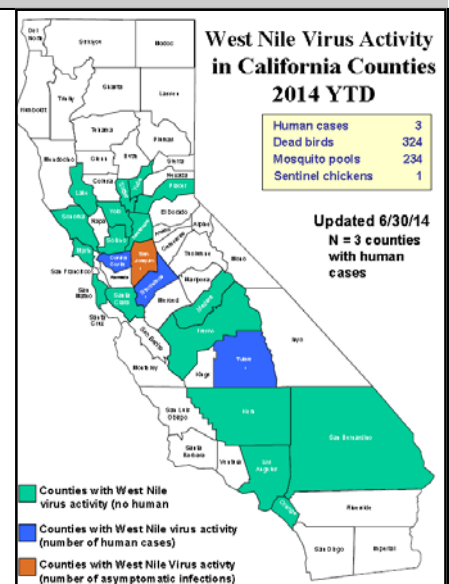 West Nile Virus Activity
in California Counties
2014 YTD
Human cases 3
Dead birds 324
Mosquito pools 234
Sentinel chickens 1
Updated 6/30/14
N = 3 counties
with human
cases
Del
Norte
Siskiyou
Modoc
Shasta
Lassen
Trinity
Humboldt
Tehama
Plumas
Mendocino
Glenn
Butte
Sierra
Nevada
Colusa
Lake
Placer
Yolo
El Dorado
Sonoma
Napa
Alpine
Solano
Marin
Contra
Costa
San
Joaquin
Tuolumne
Mono
San Francisco
San
Mateo
Santa
Clara
Stanislaus
Mariposa
Merced
Santa
Cruz
Madera
San Benito
Fresno
Inyo
Monterey
Kings
Tulare
San Luis
Obispo
Kern
San Bernardino
Santa
Barbara
Ventura
Los
Angeles
Orange
Riverside
San Diego
Imperial
Counties with West Nile
virus activity (no human
Counties with West Nile virus activity
(number of human cases)
Counties with West Nile Virus activty
(number of asymptomatic infections)